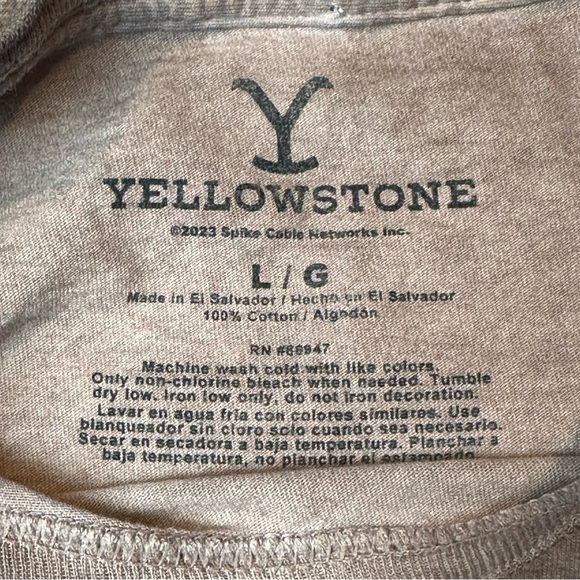 Y
YELLOWSTONE
©2023 Spike Cable Networks Inc.
L / G
Made in El Salvador / Hecho en El Salvador
100% Cotton / Algodón
RN #86947
Machine wash cold with like colors.
Only non-chlorine bleach when needed. Tumble
dry low. Iron low only, do not iron decoration.
Lavar en agua fria con colores similares. Use
blanqueador sin cloro solo cuando sea necesario.
Secar en secadora a baja temperatura. Planchar a
baja temperatura, no planchar el estampado.